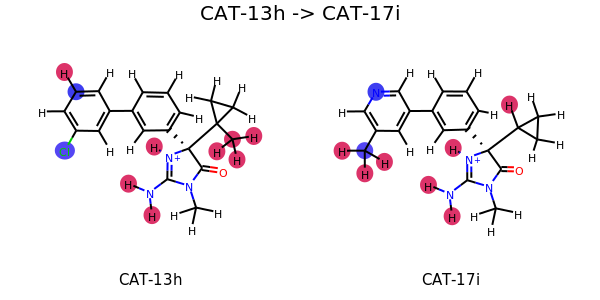 CAT-13h -> CAT-17i
H H H H H H H
H H H N+ H
H H H H H H H H H
Cl H H H H H H H H H H H H
H H N+ O H H N+ O
H N N H N N
H H H H H H
H H
CAT-13h CAT-17i